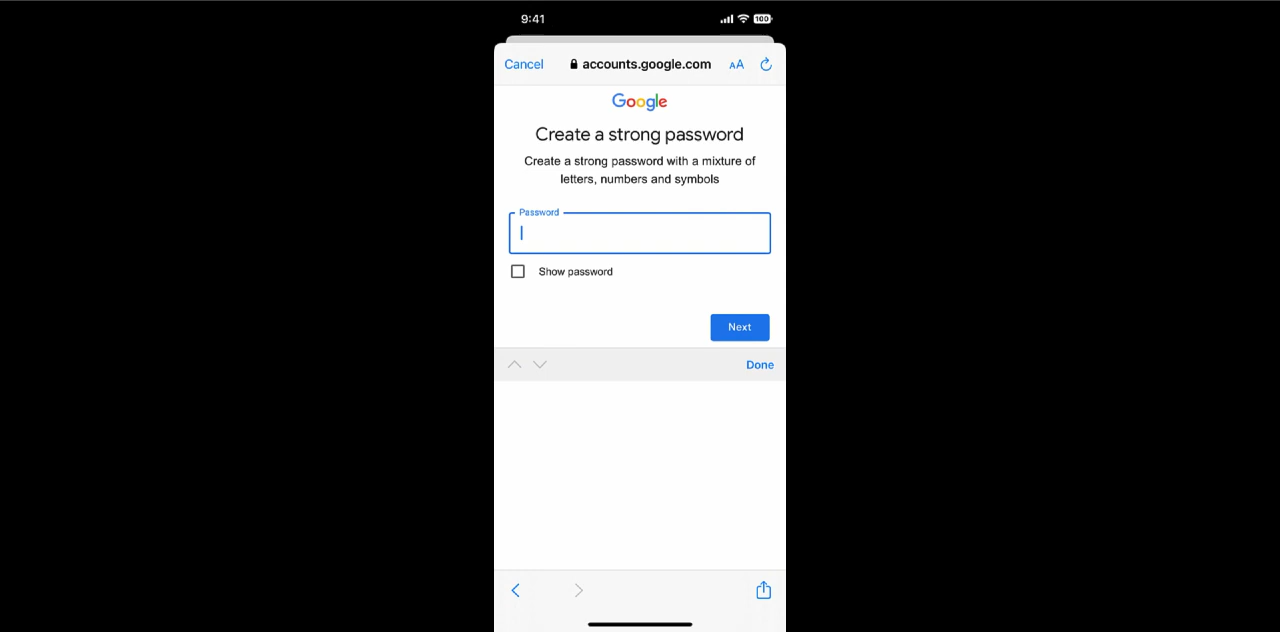 9:41
100
Cancel
accounts.google.com
AA
Google
Create a strong password
Create a strong password with a mixture of
letters, numbers and symbols
Password
Show password
Next
Done